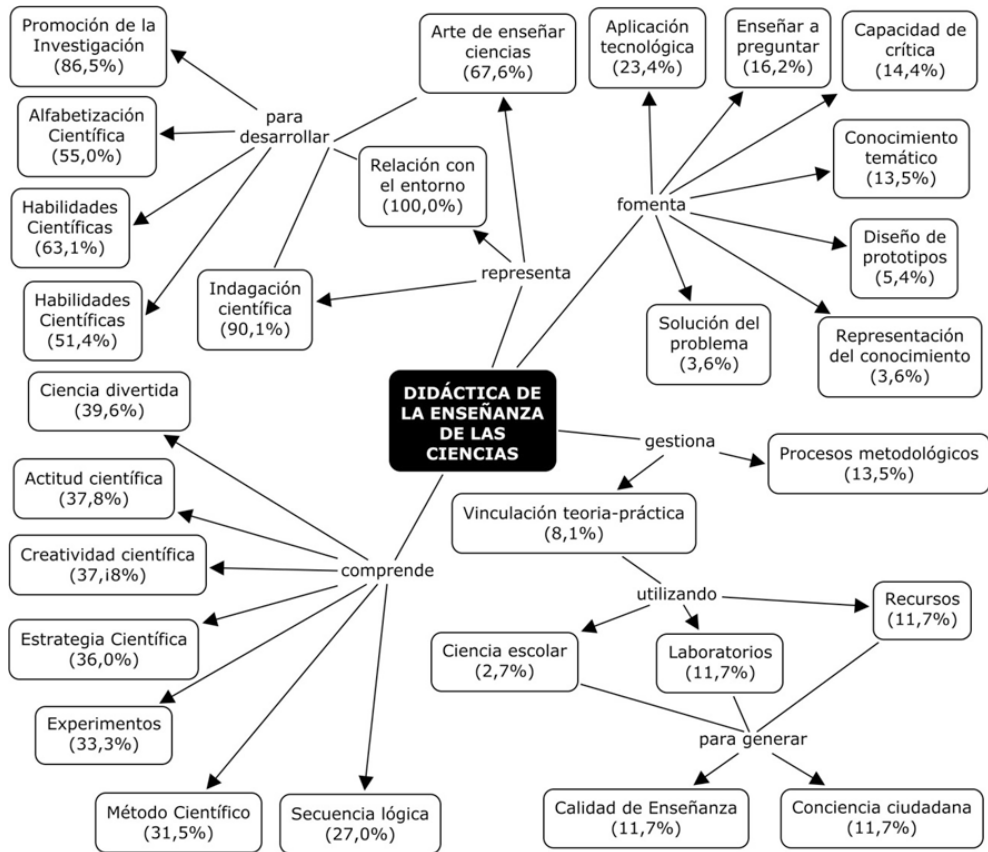 Promoción de la
Investigación
(86,5%)
Alfabetización
Científica
(55,0%)
Habilidades
Científicas
(63,1%)
Habilidades
Científicas
(51,4%)
para
desarrollar
Arte de enseñar
ciencias
(67,6%)
Relación con
el entorno
(100,0%)
Indagación
científica
(90,1%)
representa
Aplicación
tecnológica
(23,4%)
Enseñar a
preguntar
(16,2%)
Capacidad de
crítica
(14,4%)
Conocimiento
temático
(13,5%)
fomenta
Diseño de
prototipos
(5,4%)
Solución del
problema
(3,6%)
Representación
del conocimiento
(3,6%)
DIDÁCTICA DE
LA ENSEÑANZA
DE LAS
CIENCIAS
Ciencia divertida
(39,6%)
Actitud científica
(37,8%)
Creatividad científica
(37,i8%)
Estrategia Científica
(36,0%)
Experimentos
(33,3%)
Método Científico
(31,5%)
Secuencia lógica
(27,0%)
comprende
gestiona
Procesos metodológicos
(13,5%)
Vinculación teoria-práctica
(8,1%)
utilizando
Recursos
(11,7%)
Ciencia escolar
(2,7%)
Laboratorios
(11,7%)
para generar
Calidad de Enseñanza
(11,7%)
Conciencia ciudadana
(11,7%)